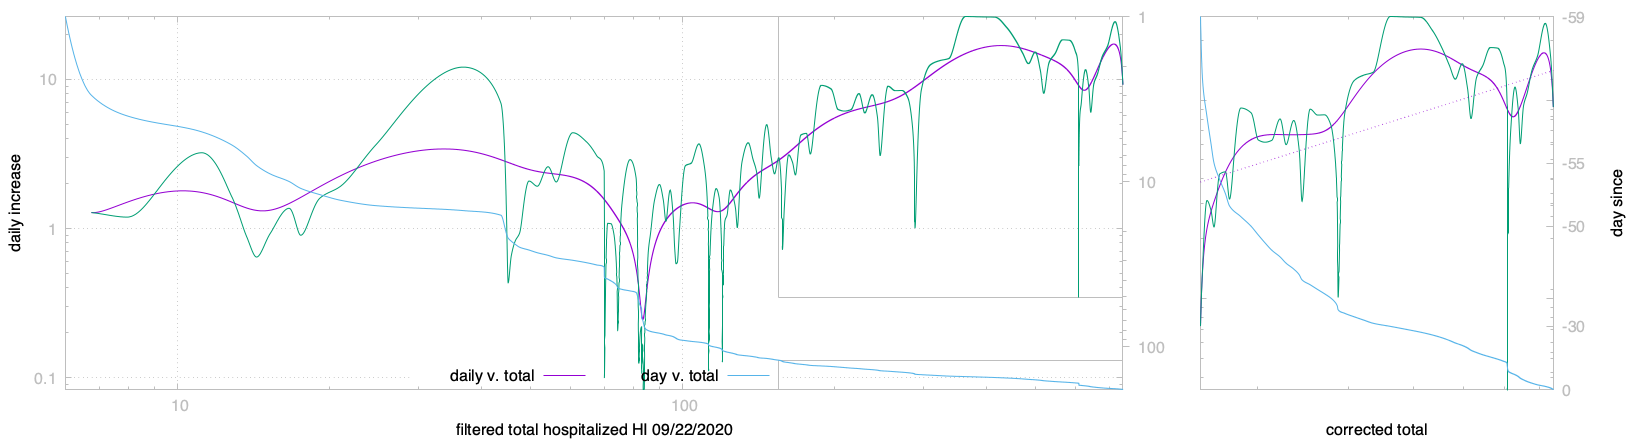 1
-59
10
10
-55
1
-50
-30
100
0.1
daily v. total
day v. total
0
10
100
daily increase
day since
filtered total hospitalized HI 09/22/2020
corrected total